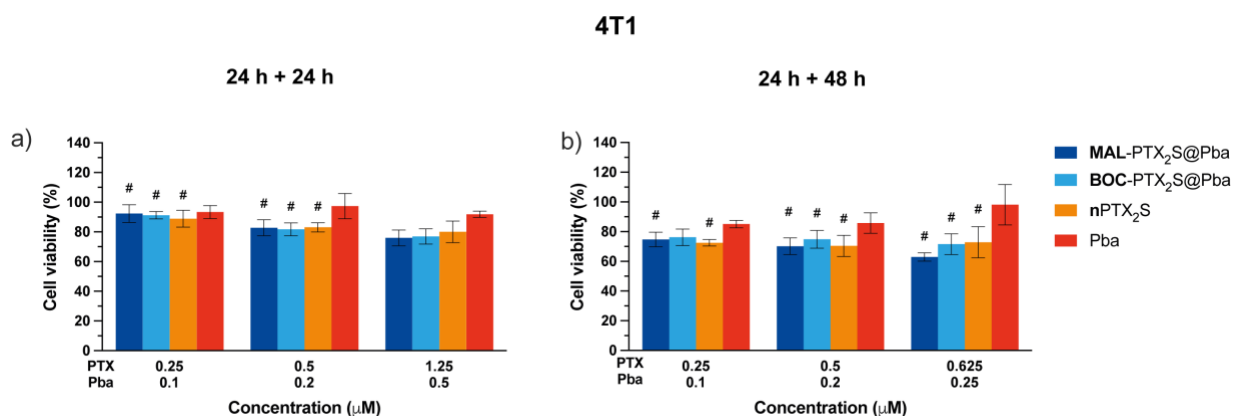 4T1
24 h + 24 h
24 h + 48 h
a)
b)
Cell viability (%)
140
120
100
80
60
40
20
0
# # #
# # #
PTX 0.25 0.5 1.25
Pba 0.1 0.2 0.5
Concentration (μM)
Cell viability (%)
140
120
100
80
60
40
20
0
# #
# # #
# # #
PTX 0.25 0.5 0.625
Pba 0.1 0.2 0.25
Concentration (μM)
MAL-PTX₂S@Pba
BOC-PTX₂S@Pba
nPTX₂S
Pba